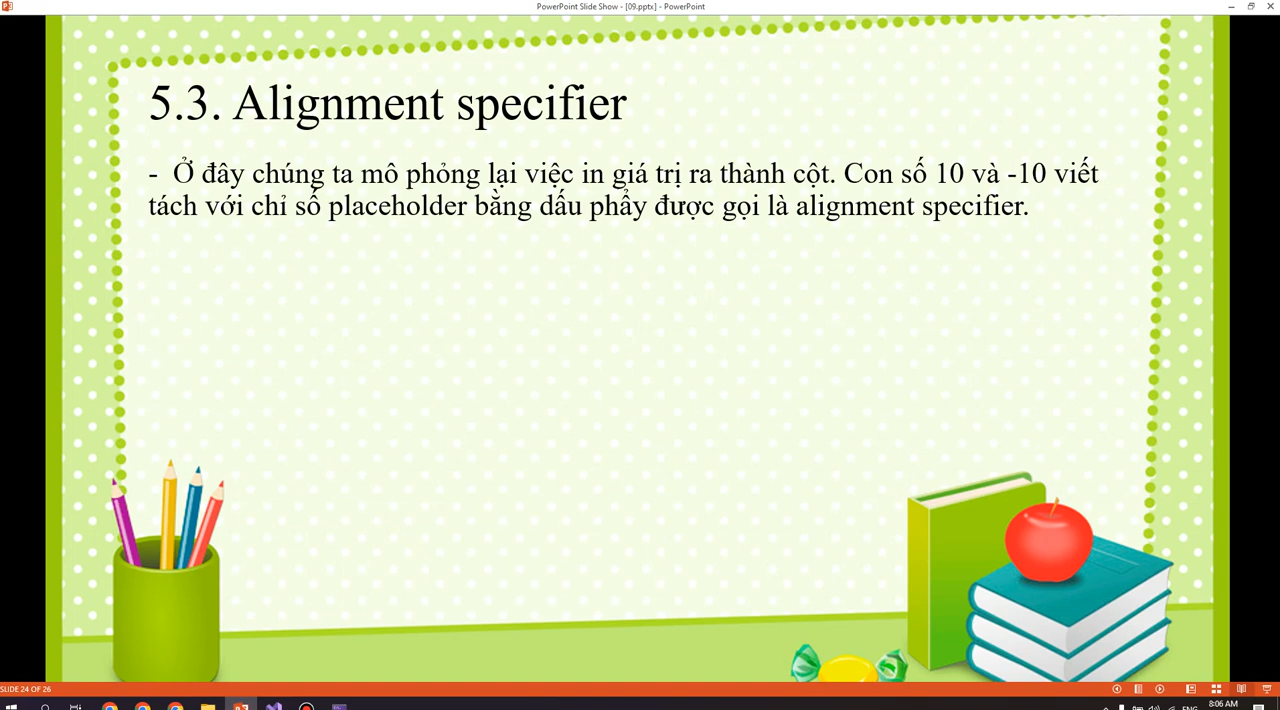 PowerPoint Slide Show - [09.pptx] - PowerPoint
5.3. Alignment specifier
- Ở đây chúng ta mô phỏng lại việc in giá trị ra thành cột. Con số 10 và -10 viết
tách với chỉ số placeholder bằng dấu phẩy được gọi là alignment specifier.
SLIDE 24 OF 26
ENG
8:06 AM